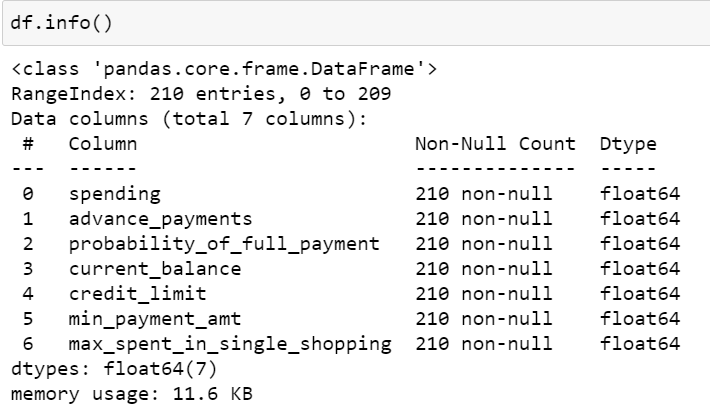 df.info()
<class 'pandas.core.frame.DataFrame'>
RangeIndex: 210 entries, 0 to 209
Data columns (total 7 columns):
 #   Column                       Non-Null Count  Dtype
---  ------                       --------------  -----
 0   spending                     210 non-null    float64
 1   advance_payments             210 non-null    float64
 2   probability_of_full_payment  210 non-null    float64
 3   current_balance              210 non-null    float64
 4   credit_limit                 210 non-null    float64
 5   min_payment_amt              210 non-null    float64
 6   max_spent_in_single_shopping 210 non-null    float64
dtypes: float64(7)
memory usage: 11.6 KB